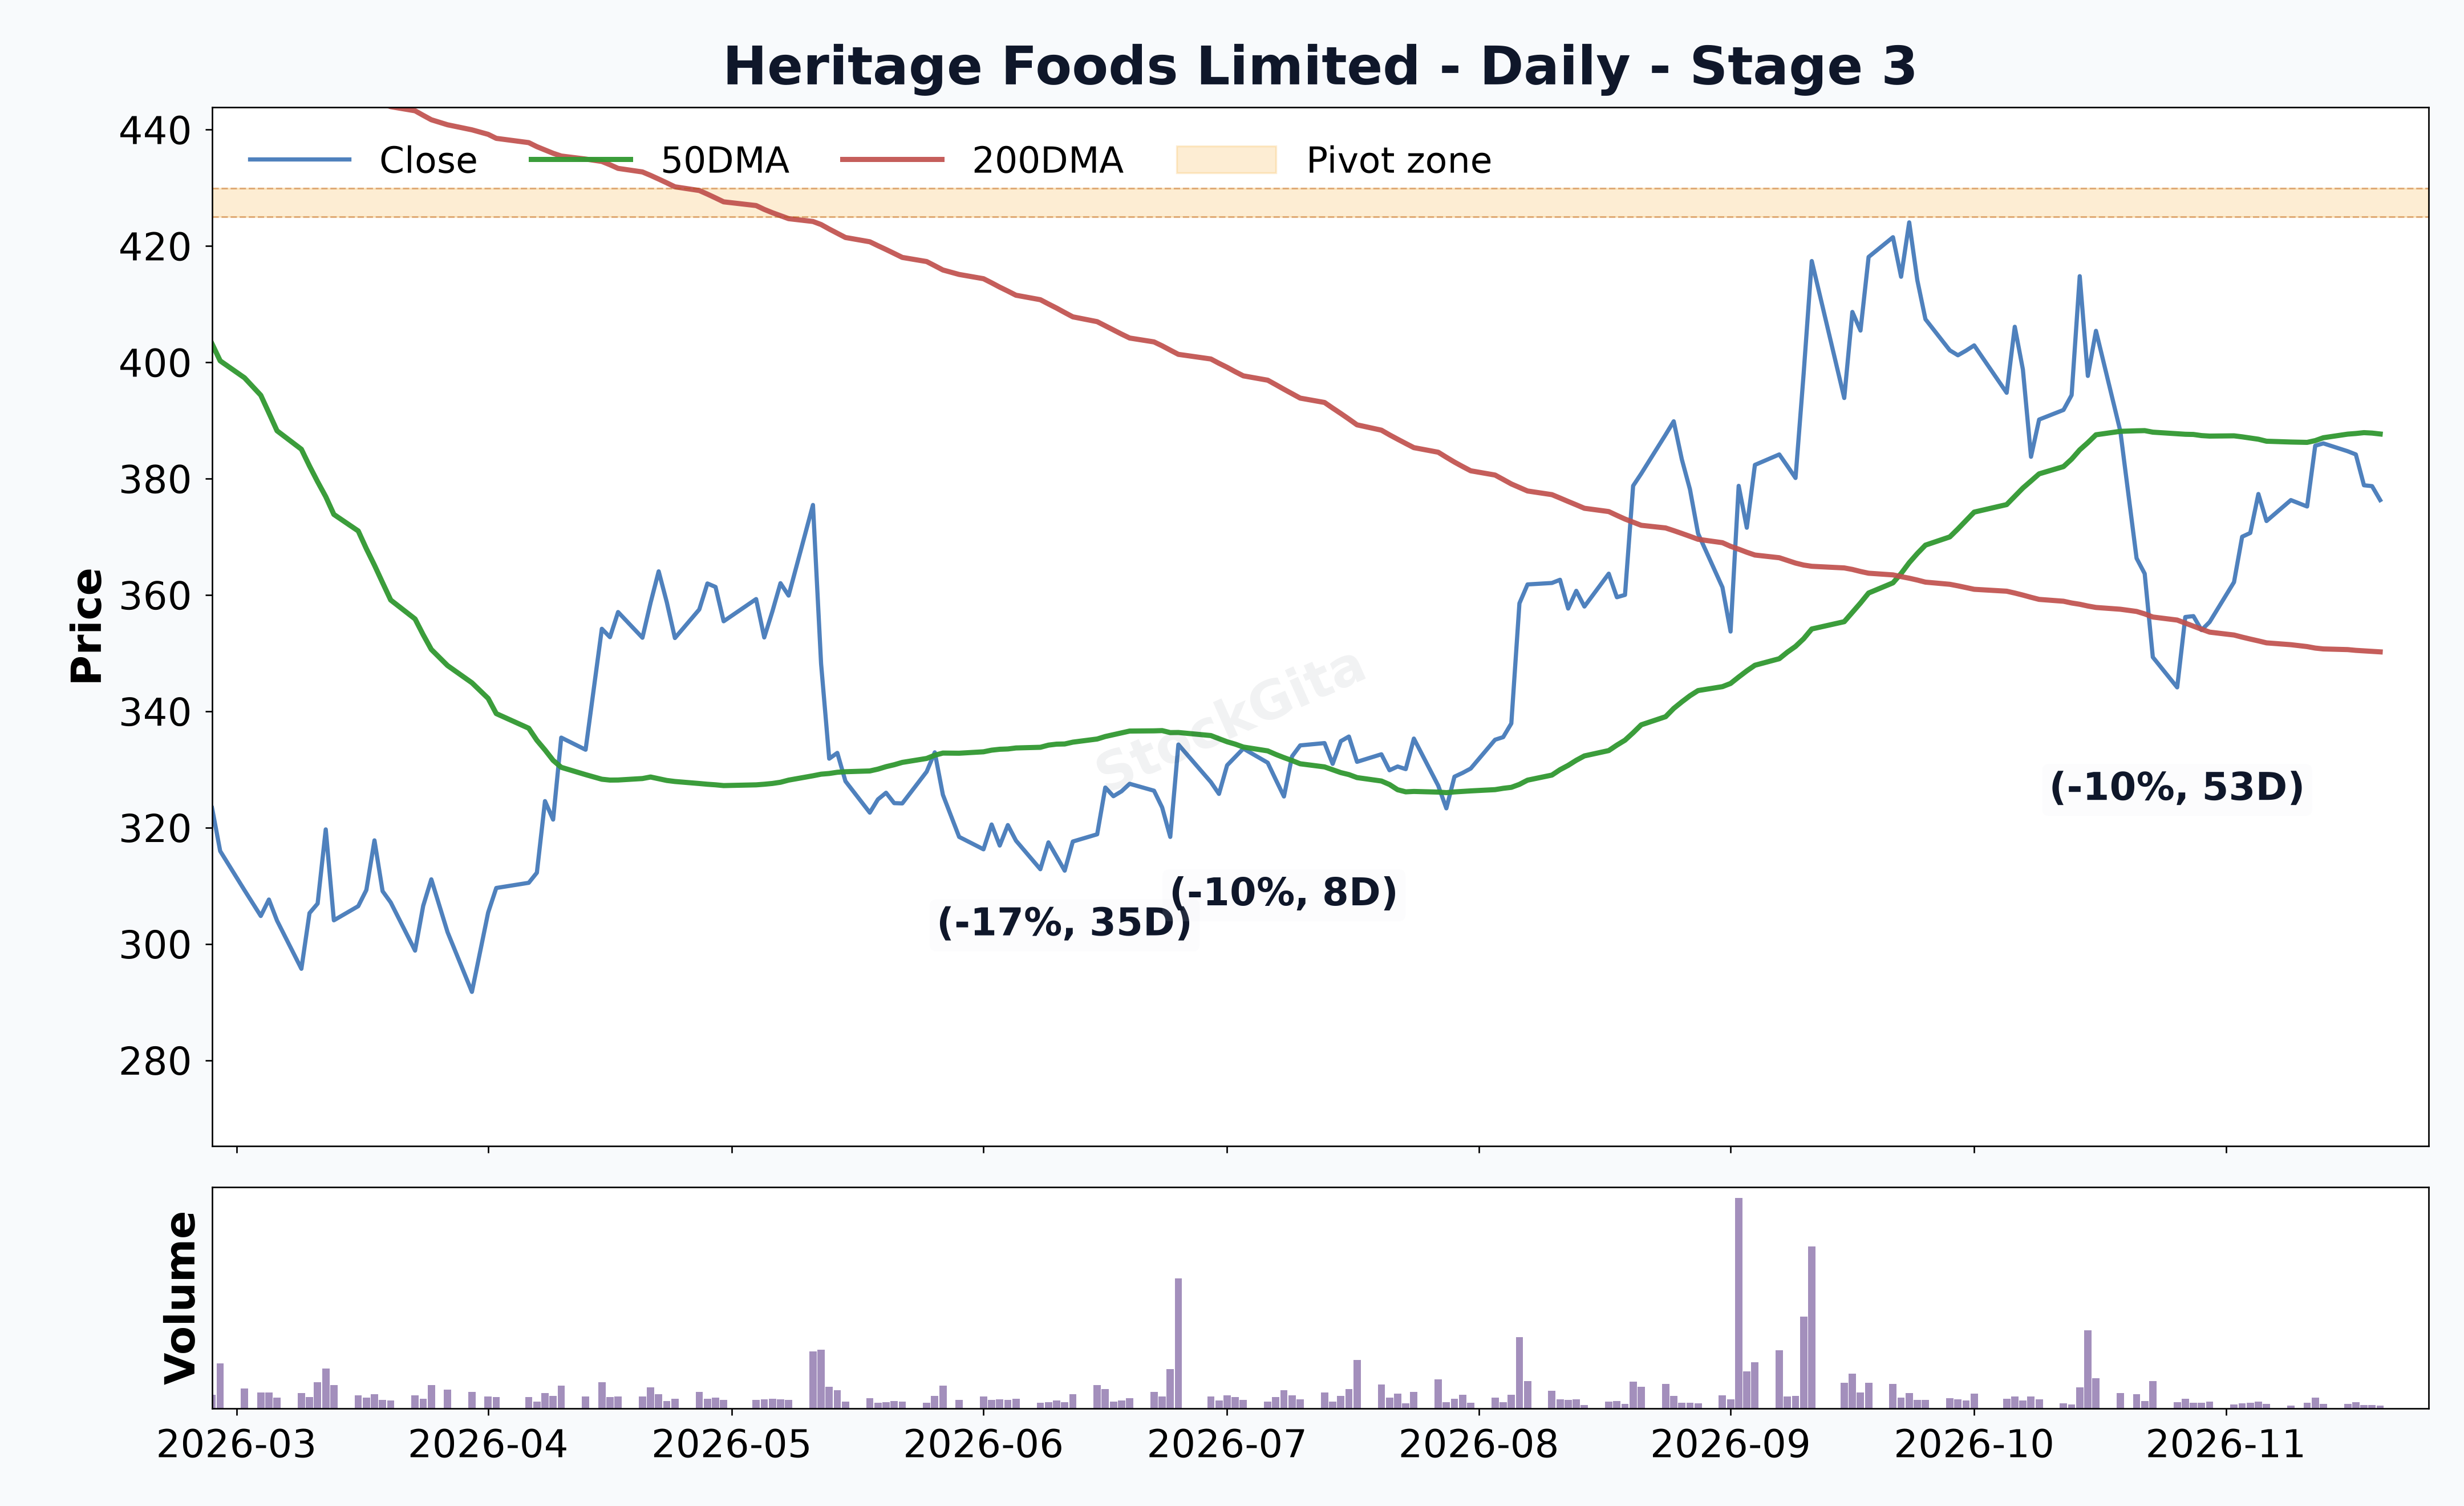 Heritage Foods Limited - Daily - Stage 3
Close 50DMA 200DMA Pivot zone
440
420
400
380
360
340
320
300
280
Price
StockGita
(-10%, 53D)
(-10%, 8D)
(-17%, 35D)
Volume
2026-03 2026-04 2026-05 2026-06 2026-07 2026-08 2026-09 2026-10 2026-11